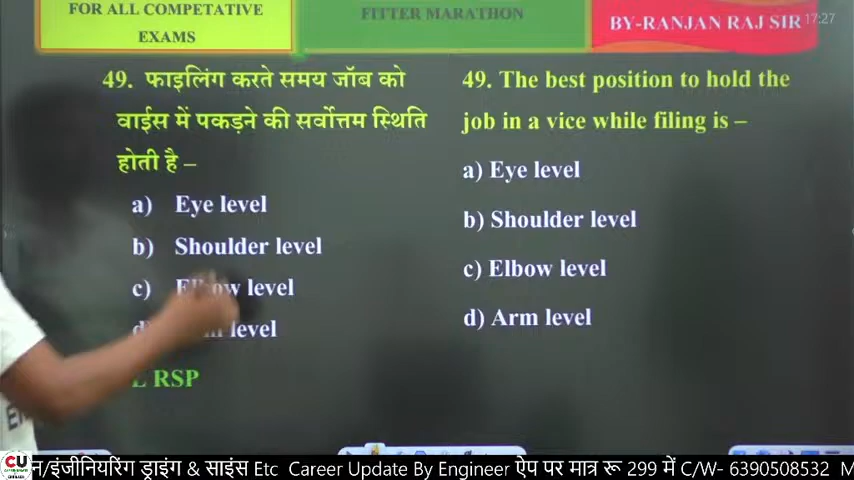 FOR ALL COMPETATIVE
EXAMS
FITTER MARATHON
BY-RANJAN RAJ SIR
17:27
49. फाइलिंग करते समय जॉब को
वाईस में पकड़ने की सर्वोत्तम स्थिति
होती है –
a) Eye level
b) Shoulder level
c) Elbow level
level
RSP
49. The best position to hold the
job in a vice while filing is –
a) Eye level
b) Shoulder level
c) Elbow level
d) Arm level
CU
न/इंजीनियरिंग ड्राइंग & साइंस Etc Career Update By Engineer ऐप पर मात्र रू 299 में C/W- 6390508532 M